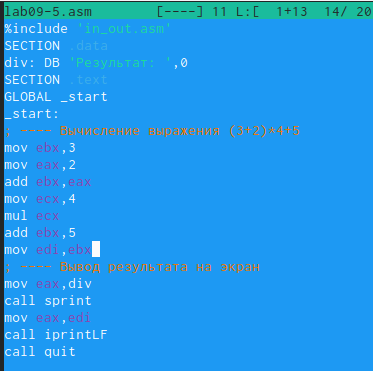 lab09-5.asm [----] 11 L:[ 1+13 14/ 20
%include 'in_out.asm'
SECTION .data
div: DB 'Результат: ',0
SECTION .text
GLOBAL _start
_start:
; ---- Вычисление выражения (3+2)*4+5
mov ebx,3
mov eax,2
add ebx,eax
mov ecx,4
mul ecx
add ebx,5
mov edi,ebx
; ---- Вывод результата на экран
mov eax,div
call sprint
mov eax,edi
call iprintLF
call quit